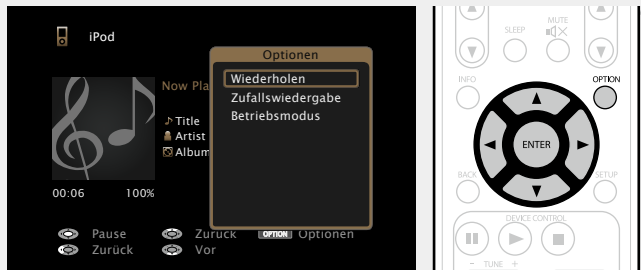 iPod
Optionen
Wiederholen
Zufallswiedergabe
Betriebsmodus
Now Pla
Title
Artist
Album
00:06 100%
Pause Zurück OPTION Optionen
Zurück Vor
SLEEP MUTE
INFO OPTION
ENTER
BACK SETUP
DEVICE CONTROL
- TUNE +